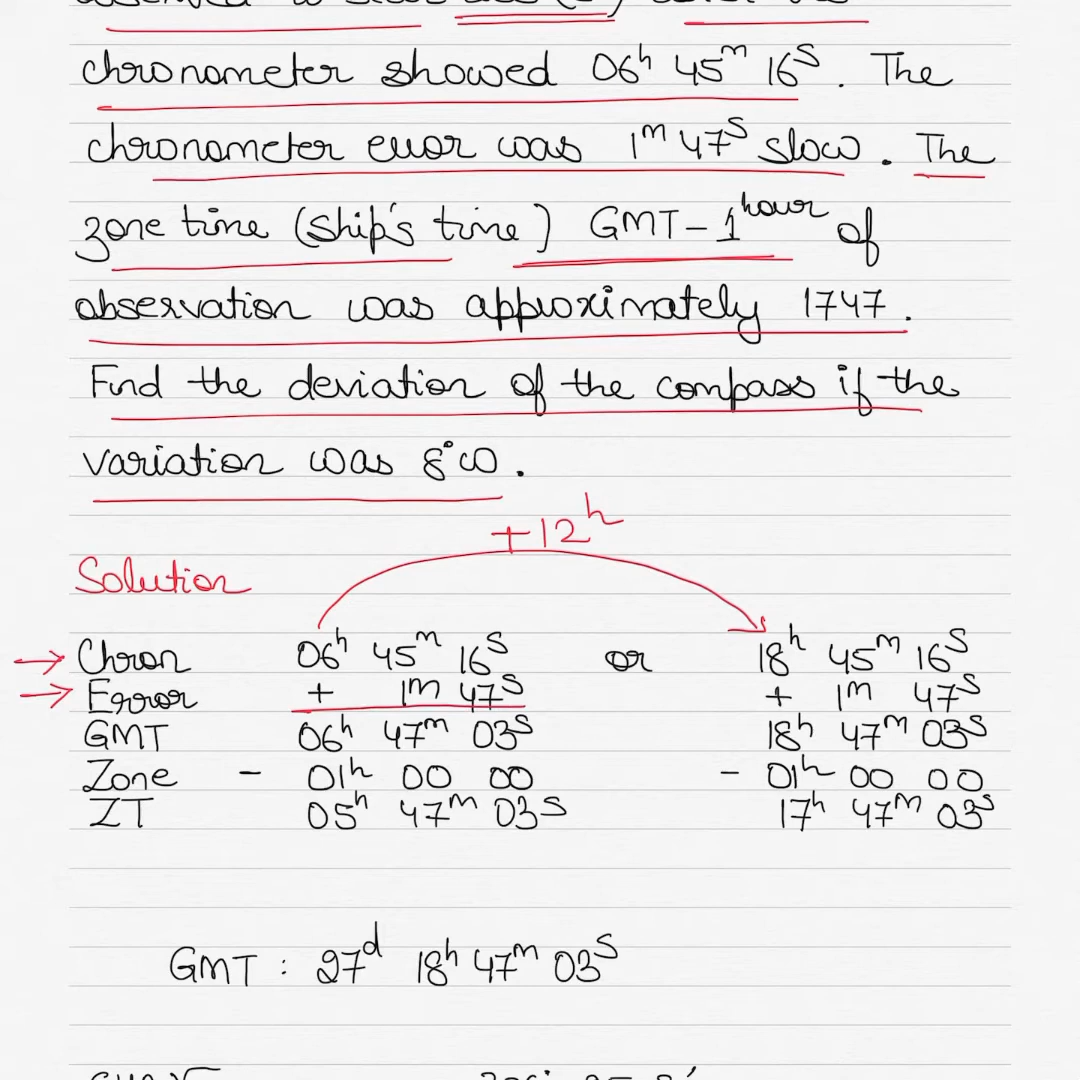 chronometer showed 06h 45m 16s. The
chronometer error was 1m 47s slow. The
zone time (ship's time) GMT-1hour of
observation was approximately 1747.
Find the deviation of the compass if the
variation was 8°W.
+12h
Solution
Chron 06h 45m 16s or 18h 45m 16s
Error + 1m 47s + 1m 47s
GMT 06h 47m 03s 18h 47m 03s
Zone - 01h 00 00 - 01h 00 00
ZT 05h 47m 03s 17h 47m 03s
GMT : 27d 18h 47m 03s